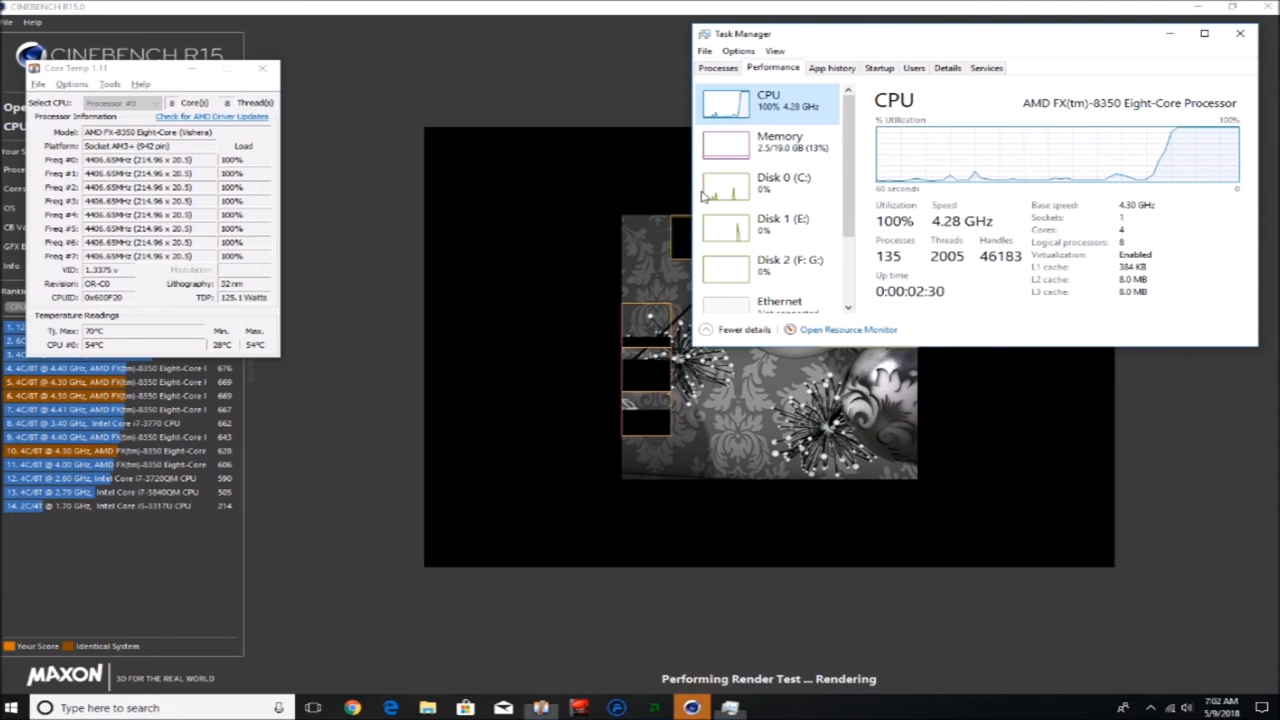 CINEBENCH R15.0
File Help
CINEBENCH R15
Core Temp 1.11
File Options Tools Help
Select CPU: Processor #0 8 Core(s) 8 Thread(s)
Processor Information Check for AMD Driver Updates
Model: AMD FX-8350 Eight-Core (Vishera)
Platform: Socket AM3+ (942 pin) Load
Freq #0: 4406.65MHz (214.96 x 20.5) 100%
Freq #1: 4406.65MHz (214.96 x 20.5) 100%
Freq #2: 4406.65MHz (214.96 x 20.5) 100%
Freq #3: 4406.65MHz (214.96 x 20.5) 100%
Freq #4: 4406.65MHz (214.96 x 20.5) 100%
Freq #5: 4406.65MHz (214.96 x 20.5) 100%
Freq #6: 4406.65MHz (214.96 x 20.5) 100%
Freq #7: 4406.65MHz (214.96 x 20.5) 100%
VID: 1.3375 v Modulation:
Revision: OR-C0 Lithography: 32 nm
CPUID: 0x600F20 TDP: 125.1 Watts
Temperature Readings
Tj. Max: 70°C Min. Max.
CPU #0: 54°C 28°C 54°C
4. 4C/8T @ 4.40 GHz, AMD FX(tm)-8350 Eight-Core I 676
5. 4C/8T @ 4.30 GHz, AMD FX(tm)-8350 Eight-Core I 669
6. 4C/8T @ 4.30 GHz, AMD FX(tm)-8350 Eight-Core I 669
7. 4C/8T @ 4.41 GHz, AMD FX(tm)-8350 Eight-Core I 667
8. 4C/8T @ 3.40 GHz, Intel Core i7-3770 CPU 662
9. 4C/8T @ 4.40 GHz, AMD FX(tm)-8350 Eight-Core I 643
10. 4C/8T @ 4.30 GHz, AMD FX(tm)-8350 Eight-Core 628
11. 4C/8T @ 4.00 GHz, AMD FX(tm)-8350 Eight-Core 606
12. 4C/8T @ 2.60 GHz, Intel Core i7-3720QM CPU 590
13. 4C/8T @ 2.79 GHz, Intel Core i7-3840QM CPU 505
14. 2C/4T @ 1.70 GHz, Intel Core i5-3317U CPU 214
Your Score Identical System
MAXON 3D FOR THE REAL WORLD
Task Manager
File Options View
Processes Performance App history Startup Users Details Services
CPU
100% 4.28 GHz
Memory
2.5/19.0 GB (13%)
Disk 0 (C:)
0%
Disk 1 (E:)
0%
Disk 2 (F: G:)
0%
Ethernet
Not connected
CPU AMD FX(tm)-8350 Eight-Core Processor
% Utilization 100%
60 seconds 0
Utilization Speed Base speed: 4.30 GHz
100% 4.28 GHz Sockets: 1
Cores: 4
Processes Threads Handles Logical processors: 8
135 2005 46183 Virtualization: Enabled
L1 cache: 384 KB
Up time L2 cache: 8.0 MB
0:00:02:30 L3 cache: 8.0 MB
Fewer details Open Resource Monitor
Performing Render Test ... Rendering
Type here to search
7:02 AM
5/9/2018